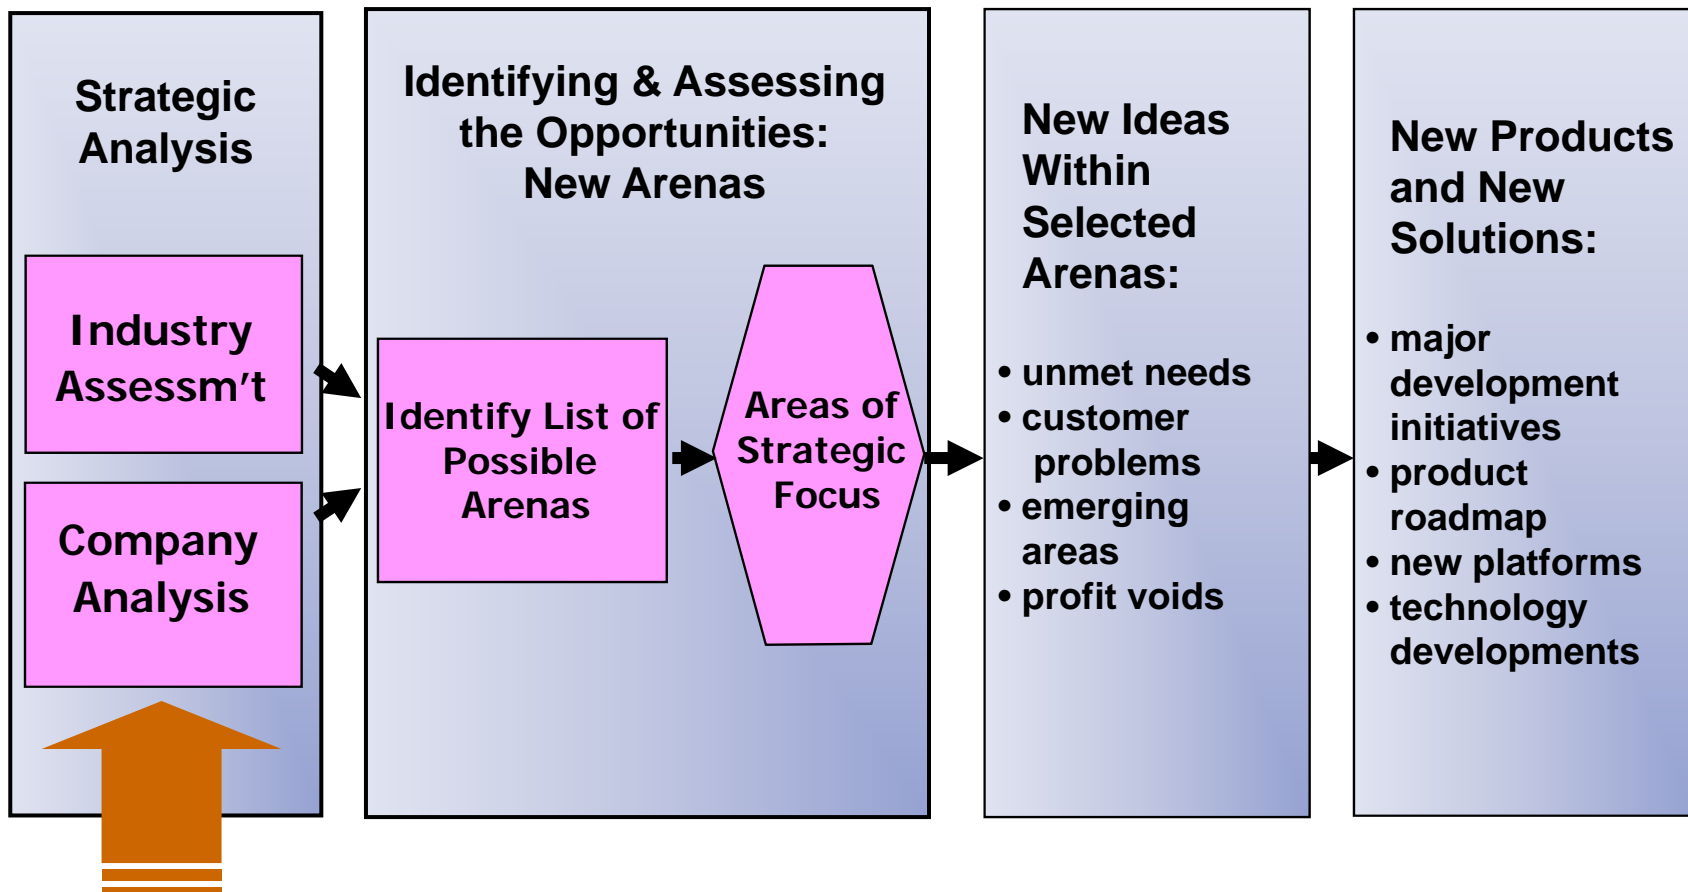 Strategic
Analysis
Industry
Assessm't
Company
Analysis
Identifying & Assessing
the Opportunities:
New Arenas
Identify List of
Possible
Arenas
Areas of
Strategic
Focus
New Ideas
Within
Selected
Arenas:
• unmet needs
• customer
problems
• emerging
areas
• profit voids
New Products
and New
Solutions:
• major
development
initiatives
• product
roadmap
• new platforms
• technology
developments